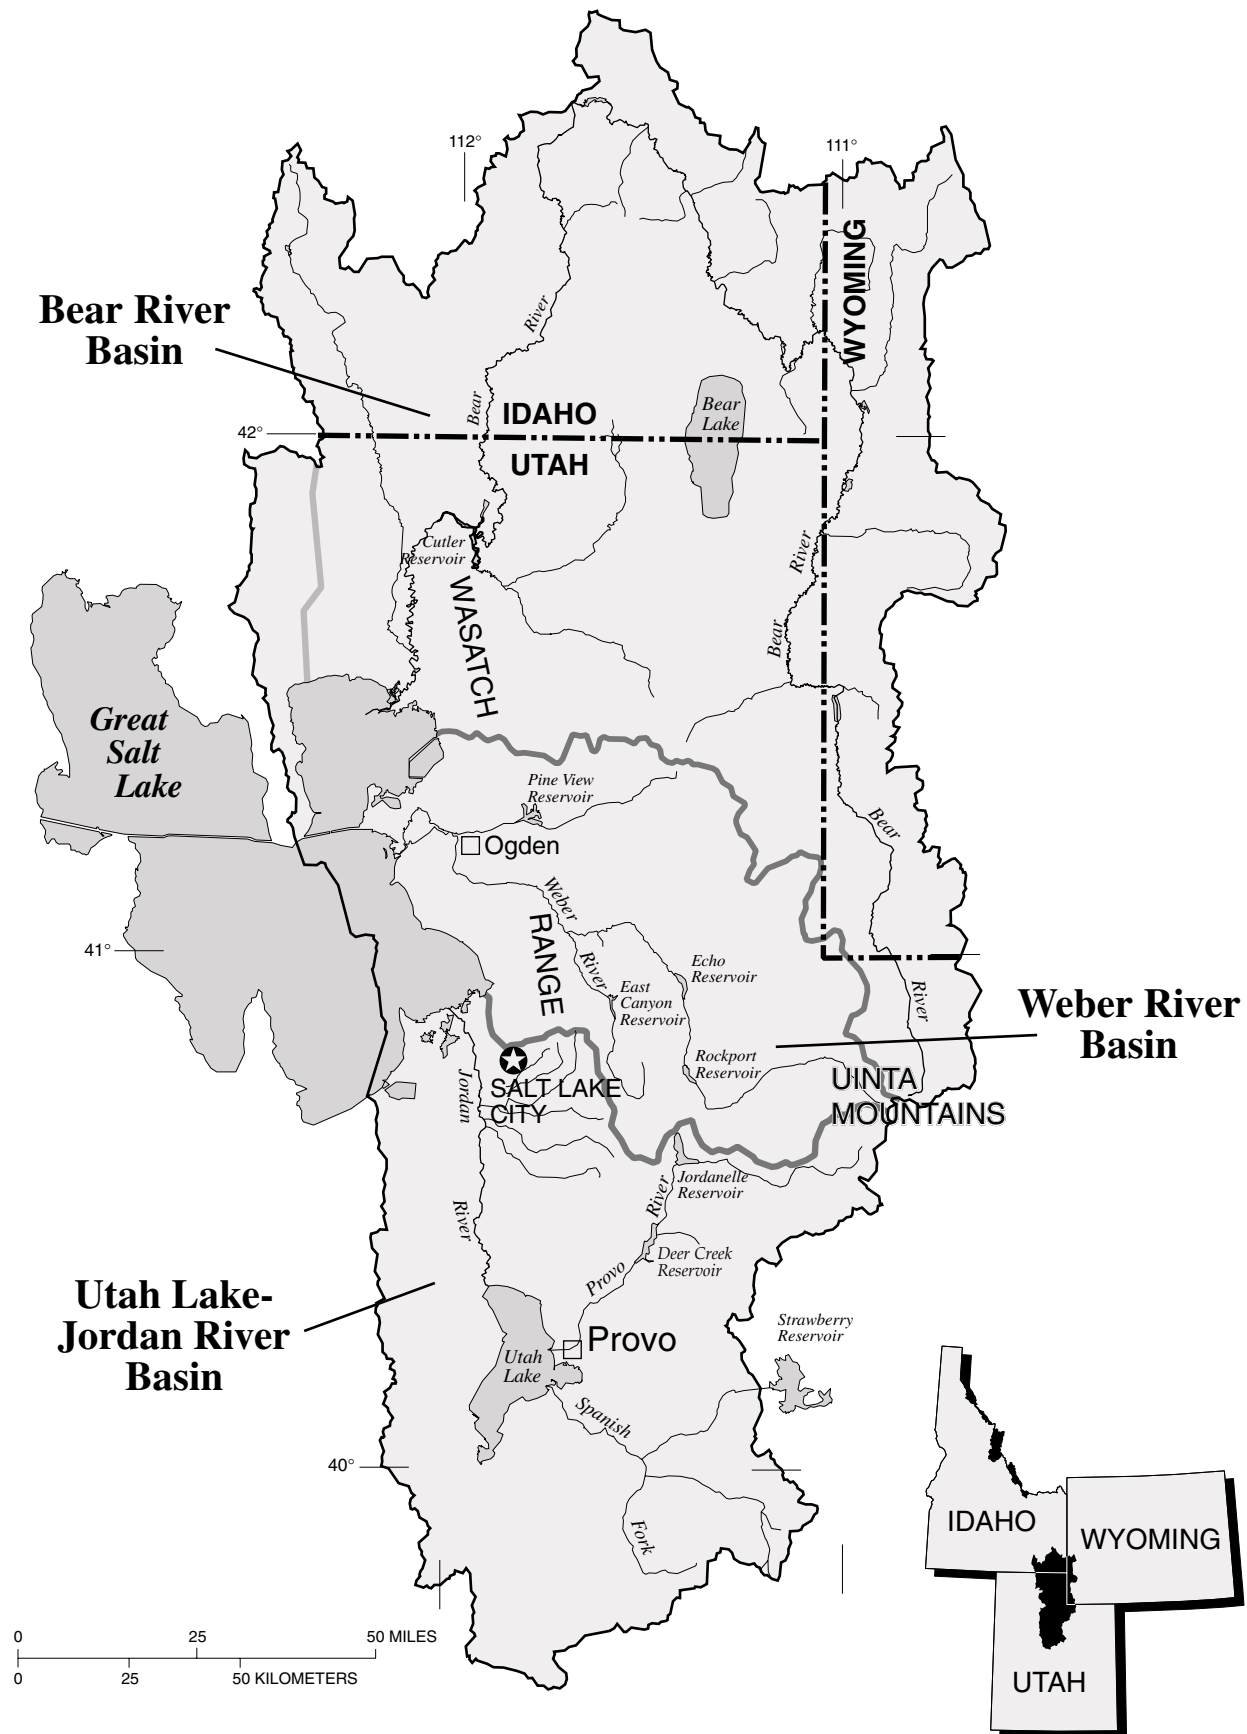 112°
111°
WYOMING
Bear River
Basin
River
Bear
IDAHO
Bear
Lake
42°
UTAH
Cutler
Reservoir
River
WASATCH
Bear
Great
Salt
Lake
Pine View
Reservoir
Bear
Ogden
Weber
RANGE
41°
River
Echo
Reservoir
East
Canyon
Reservoir
River
Weber River
Basin
Rockport
Reservoir
Jordan
SALT LAKE
CITY
UINTA
MOUNTAINS
Jordanelle
Reservoir
River
River
Deer Creek
Reservoir
Provo
Utah Lake-
Jordan River
Basin
Strawberry
Reservoir
Provo
Utah
Lake
Spanish
40°
Fork
IDAHO
WYOMING
UTAH
0 25 50 MILES
0 25 50 KILOMETERS